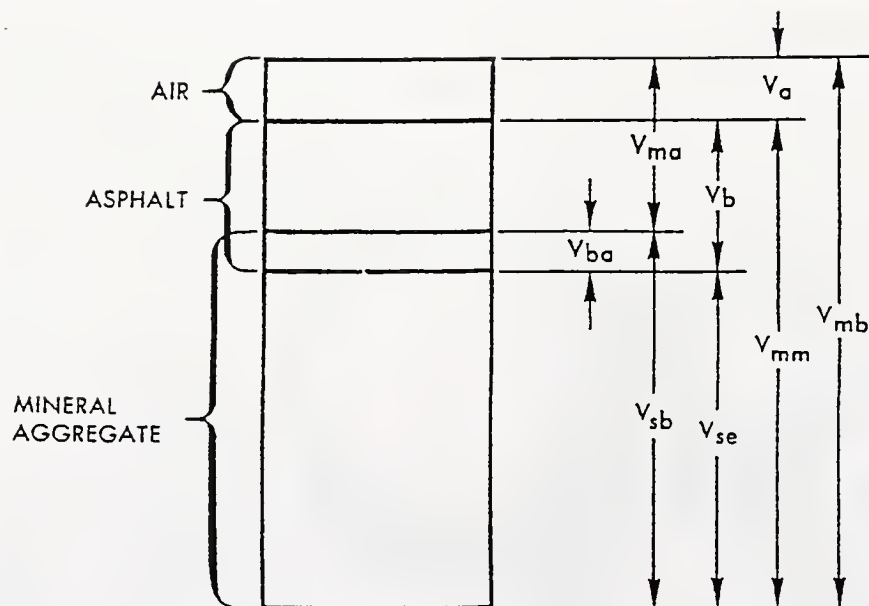 AIR
ASPHALT
MINERAL
AGGREGATE
Va
Vma
Vb
Vba
Vmb
Vmm
Vsb
Vse